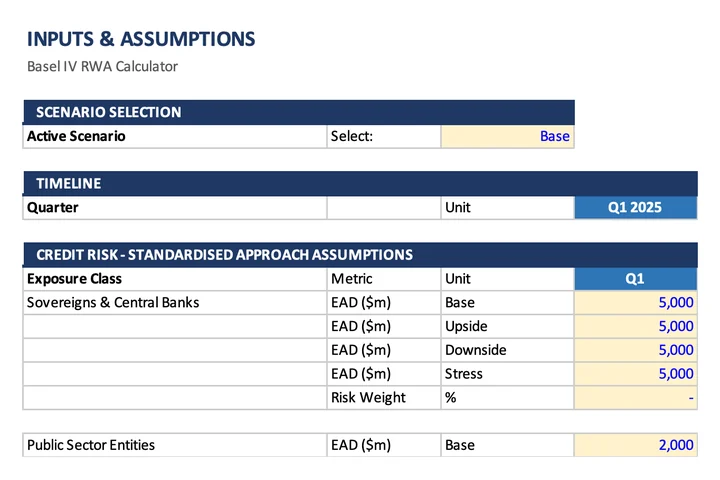 INPUTS & ASSUMPTIONS
Basel IV RWA Calculator
SCENARIO SELECTION
Active Scenario Select: Base
TIMELINE
Quarter Unit Q1 2025
CREDIT RISK - STANDARDISED APPROACH ASSUMPTIONS
Exposure Class Metric Unit Q1
Sovereigns & Central Banks EAD ($m) Base 5,000
EAD ($m) Upside 5,000
EAD ($m) Downside 5,000
EAD ($m) Stress 5,000
Risk Weight % -
Public Sector Entities EAD ($m) Base 2,000